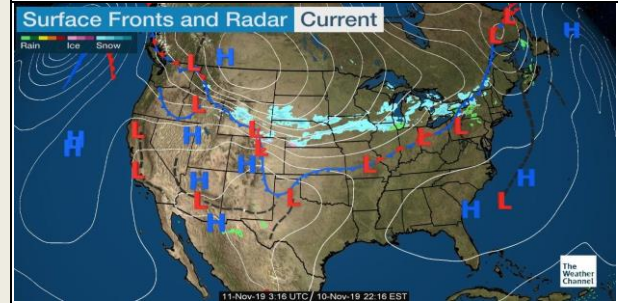 Surface Fronts and Radar Current
Rain Ice Snow
L
L
L
H
L
H
L
L
H
L
H
L
L
L
L
H
H
L
H
H
L
L
L
H
H
L
H
The
Weather
Channel
11-Nov-19 3:16 UTC / 10-Nov-19 22:16 EST